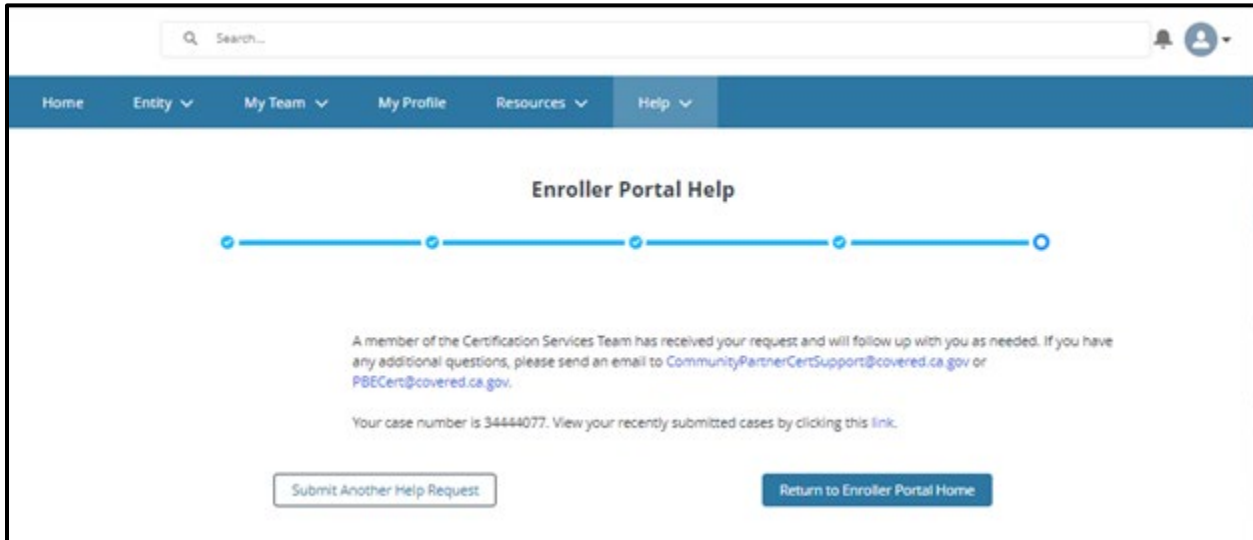 Search...
Home Entity My Team My Profile Resources Help
Enroller Portal Help
A member of the Certification Services Team has received your request and will follow up with you as needed. If you have
any additional questions, please send an email to CommunityPartnerCertSupport@covered.ca.gov or
PBECert@covered.ca.gov.
Your case number is 34444077. View your recently submitted cases by clicking this link.
Submit Another Help Request Return to Enroller Portal Home